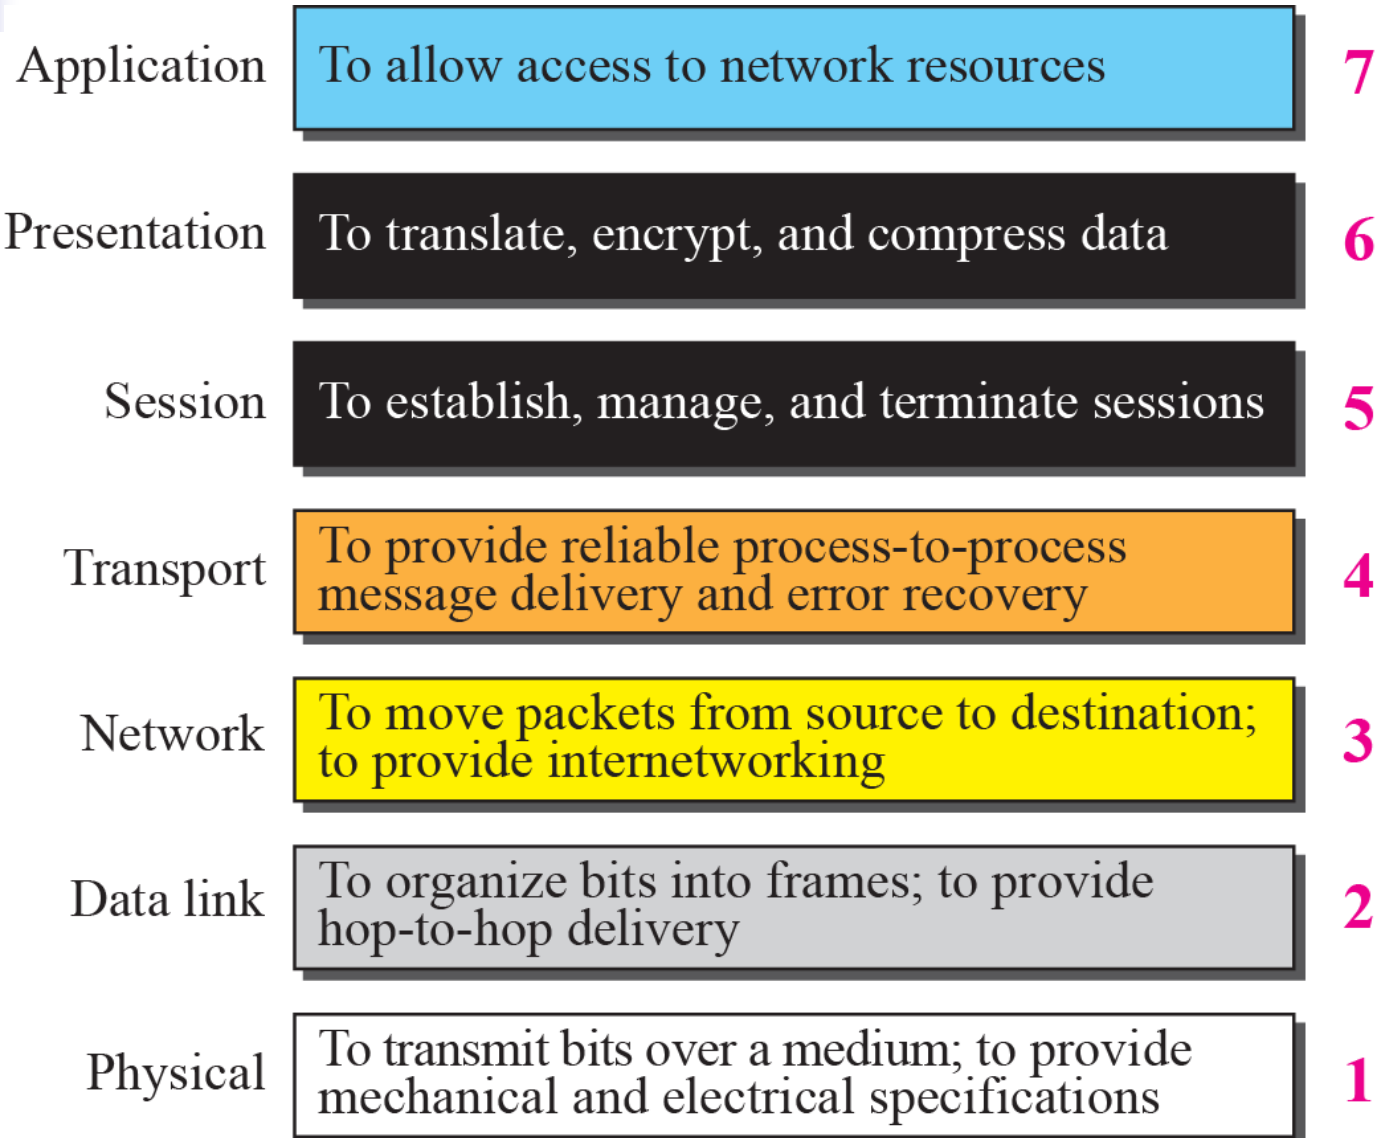 Application To allow access to network resources 7
Presentation To translate, encrypt, and compress data 6
Session To establish, manage, and terminate sessions 5
Transport To provide reliable process-to-process
message delivery and error recovery 4
Network To move packets from source to destination;
to provide internetworking 3
Data link To organize bits into frames; to provide
hop-to-hop delivery 2
Physical To transmit bits over a medium; to provide
mechanical and electrical specifications 1